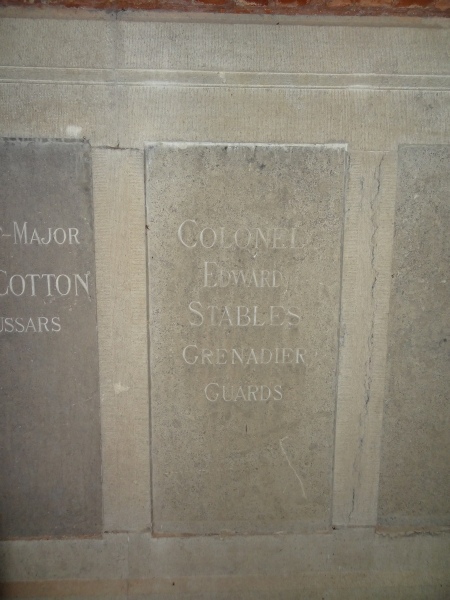 T-MAJOR
COTTON
USSARS
COLONEL
EDWARD
STABLES
GRENADIER
GUARDS